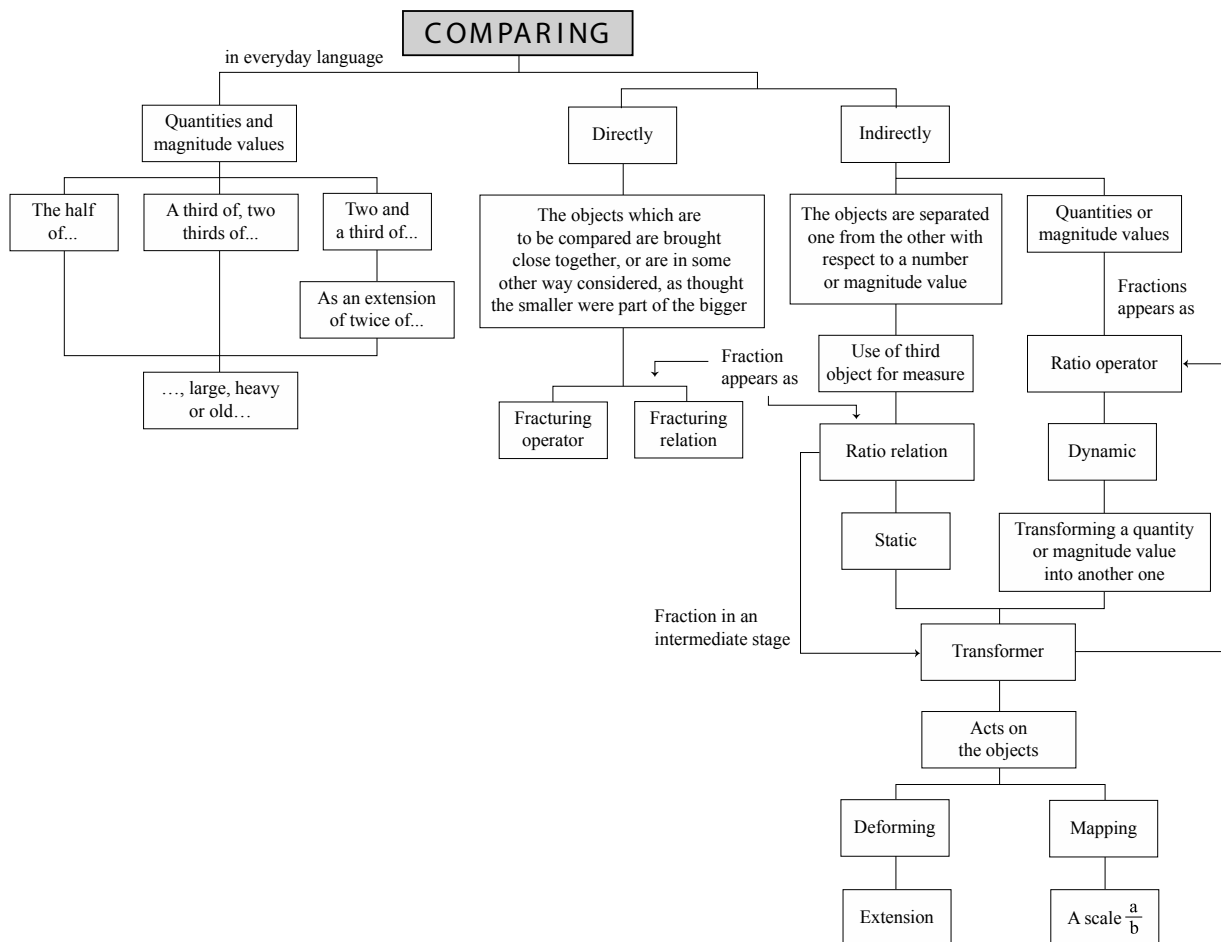 COMPARING
in everyday language
Quantities and
magnitude values
Directly
Indirectly
The half
of...
A third of, two
thirds of...
Two and
a third of...
As an extension
of twice of...
…, large, heavy
or old…
The objects which are
to be compared are brought
close together, or are in some
other way considered, as thought
the smaller were part of the bigger
The objects are separated
one from the other with
respect to a number
or magnitude value
Quantities or
magnitude values
Fractions
appears as
Fraction
appears as
Use of third
object for measure
Ratio operator
Fracturing
operator
Fracturing
relation
Ratio relation
Dynamic
Static
Transforming a quantity
or magnitude value
into another one
Fraction in an
intermediate stage
Transformer
Acts on
the objects
Deforming
Mapping
Extension
A scale a/b